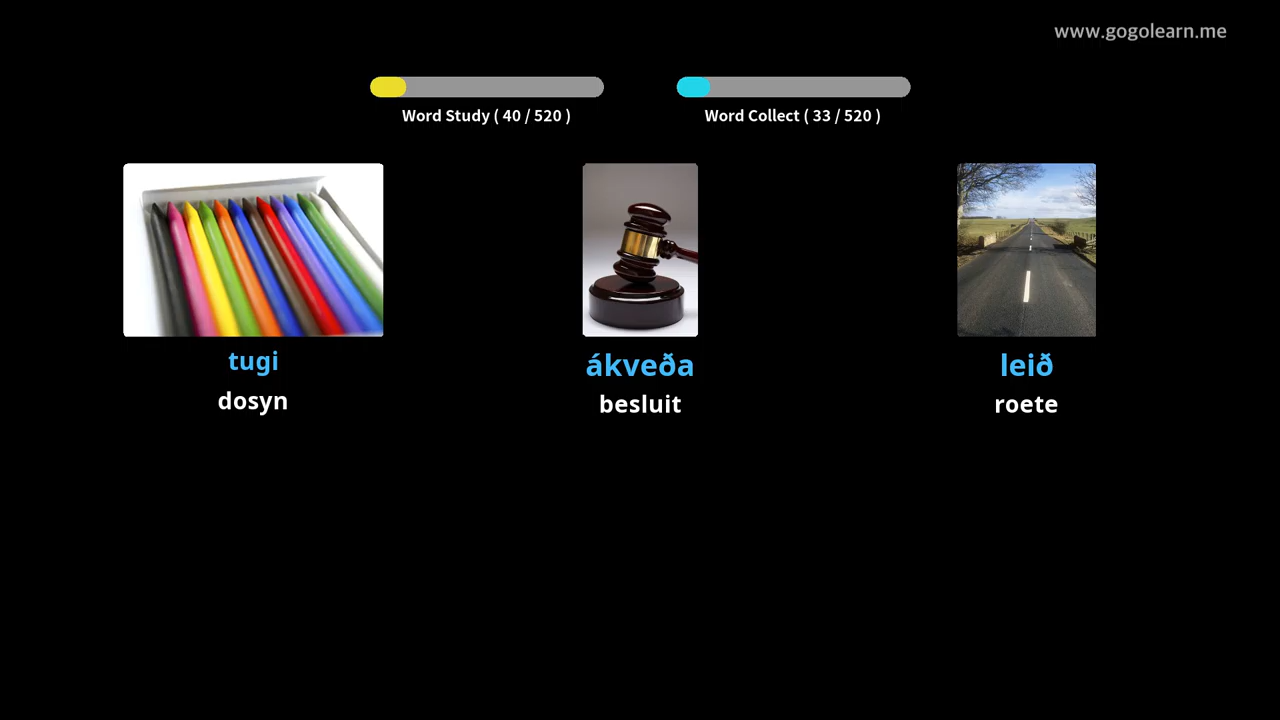 www.gogolearn.me
Word Study ( 40 / 520 )
Word Collect ( 33 / 520 )
tugi
dosyn
ákveða
besluit
leið
roete